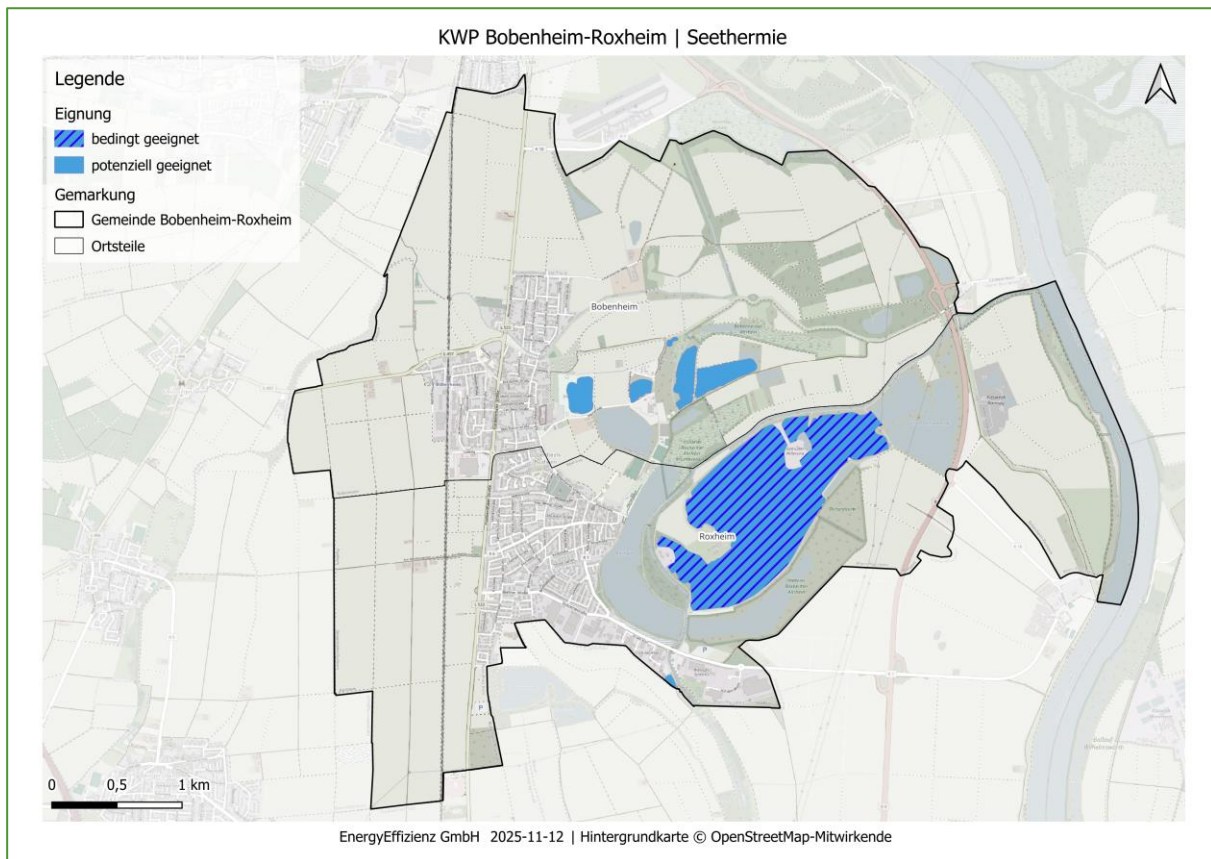 KWP Bobenheim-Roxheim | Seethermie
Legende
Eignung
bedingt geeignet
potenziell geeignet
Gemarkung
Gemeinde Bobenheim-Roxheim
Ortsteile
Bobenheim
Roxheim
P
P
0 0,5 1 km
EnergyEffizienz GmbH 2025-11-12 | Hintergrundkarte © OpenStreetMap-Mitwirkende